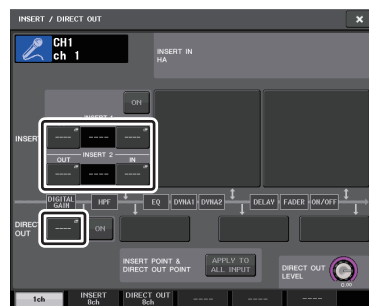 INSERT / DIRECT OUT
×
CH1
ch 1
INSERT IN
HA
INSERT 1
ON
INSERT
---- ---- ----
OUT INSERT 2 IN
---- ---- ----
DIGITAL GAIN HPF EQ DYNA1 DYNA2 DELAY FADER ON/OFF
DIRECT OUT
---- ON
INSERT POINT &
DIRECT OUT POINT
APPLY TO
ALL INPUT
DIRECT OUT
LEVEL
0.00
1ch INSERT 8ch DIRECT OUT 8ch ---- ---- ----